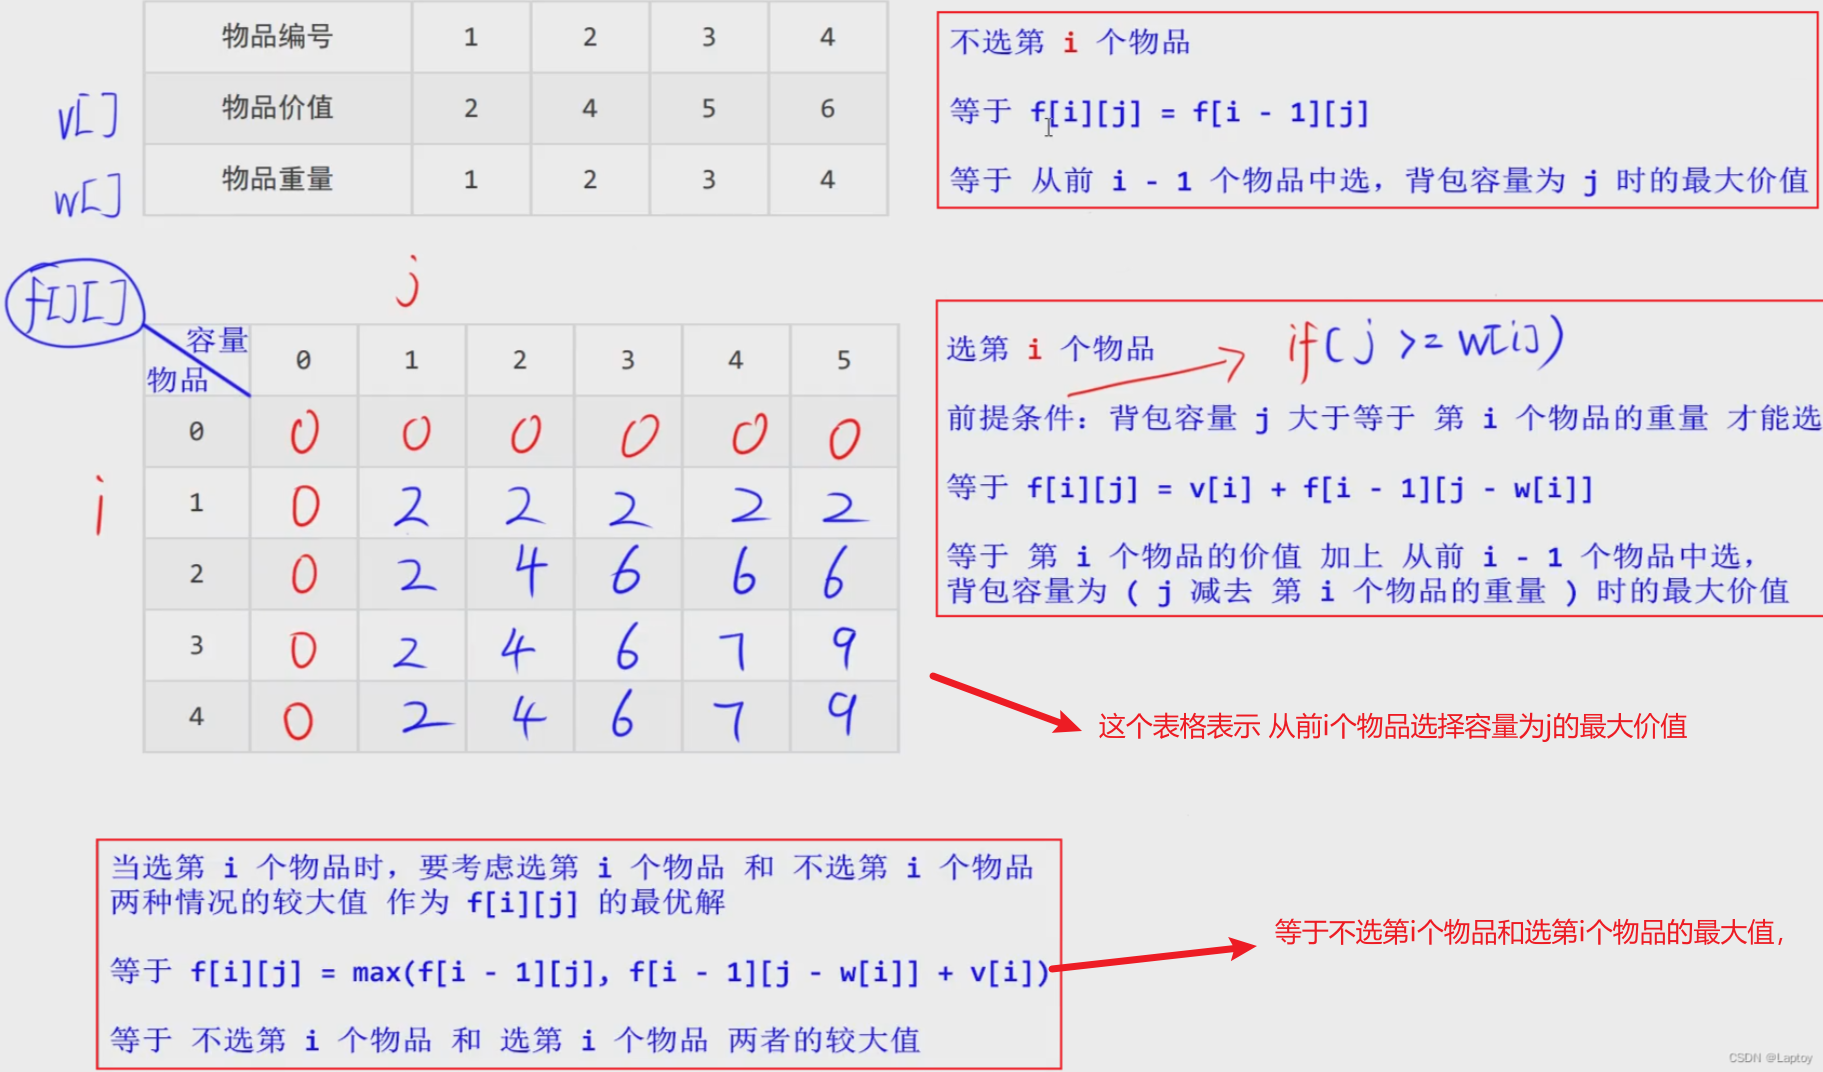 物品编号 1 2 3 4
v[] 物品价值 2 4 5 6
w[] 物品重量 1 2 3 4
不选第 i 个物品
等于 f[i][j] = f[i - 1][j]
等于 从前 i - 1 个物品中选，背包容量为 j 时的最大价值
f[][]
j
容量 0 1 2 3 4 5
物品
0 0 0 0 0 0 0
i
1 0 2 2 2 2 2
2 0 2 4 6 6 6
3 0 2 4 6 7 9
4 0 2 4 6 7 9
选第 i 个物品
if(j >= w[i])
前提条件：背包容量 j 大于等于 第 i 个物品的重量 才能选
等于 f[i][j] = v[i] + f[i - 1][j - w[i]]
等于 第 i 个物品的价值 加上 从前 i - 1 个物品中选，
背包容量为 ( j 减去 第 i 个物品的重量 ) 时的最大价值
这个表格表示 从前i个物品选择容量为j的最大价值
当选第 i 个物品时，要考虑选第 i 个物品 和 不选第 i 个物品
两种情况的较大值 作为 f[i][j] 的最优解
等于 f[i][j] = max(f[i - 1][j], f[i - 1][j - w[i]] + v[i])
等于 不选第 i 个物品 和 选第 i 个物品 两者的较大值
等于不选第i个物品和选第i个物品的最大值，
CSDN @Laptoy